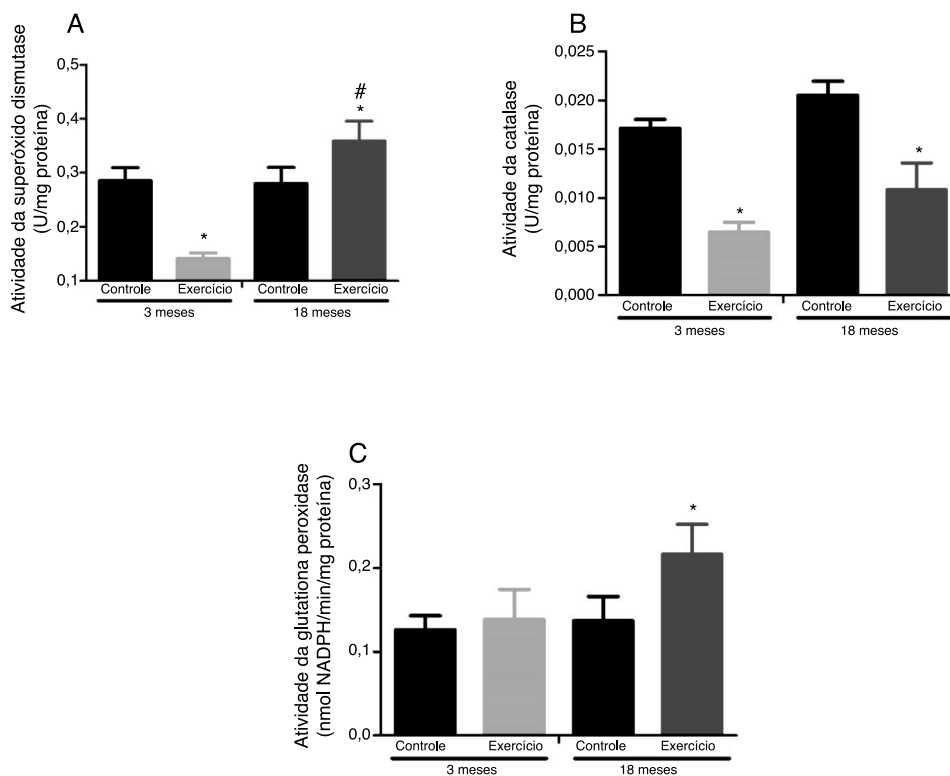 A
Atividade da superóxido dismutase
(U/mg proteína)
0,5
0,4
0,3
0,2
0,1
#
*
*
Controle Exercício Controle Exercício
3 meses 18 meses
B
Atividade da catalase
(U/mg proteína)
0,025
0,020
0,015
0,010
0,005
0,000
*
*
Controle Exercício Controle Exercício
3 meses 18 meses
C
Atividade da glutationa peroxidase
(nmol NADPH/min/mg proteína)
0,3
0,2
0,1
0,0
*
Controle Exercício Controle Exercício
3 meses 18 meses